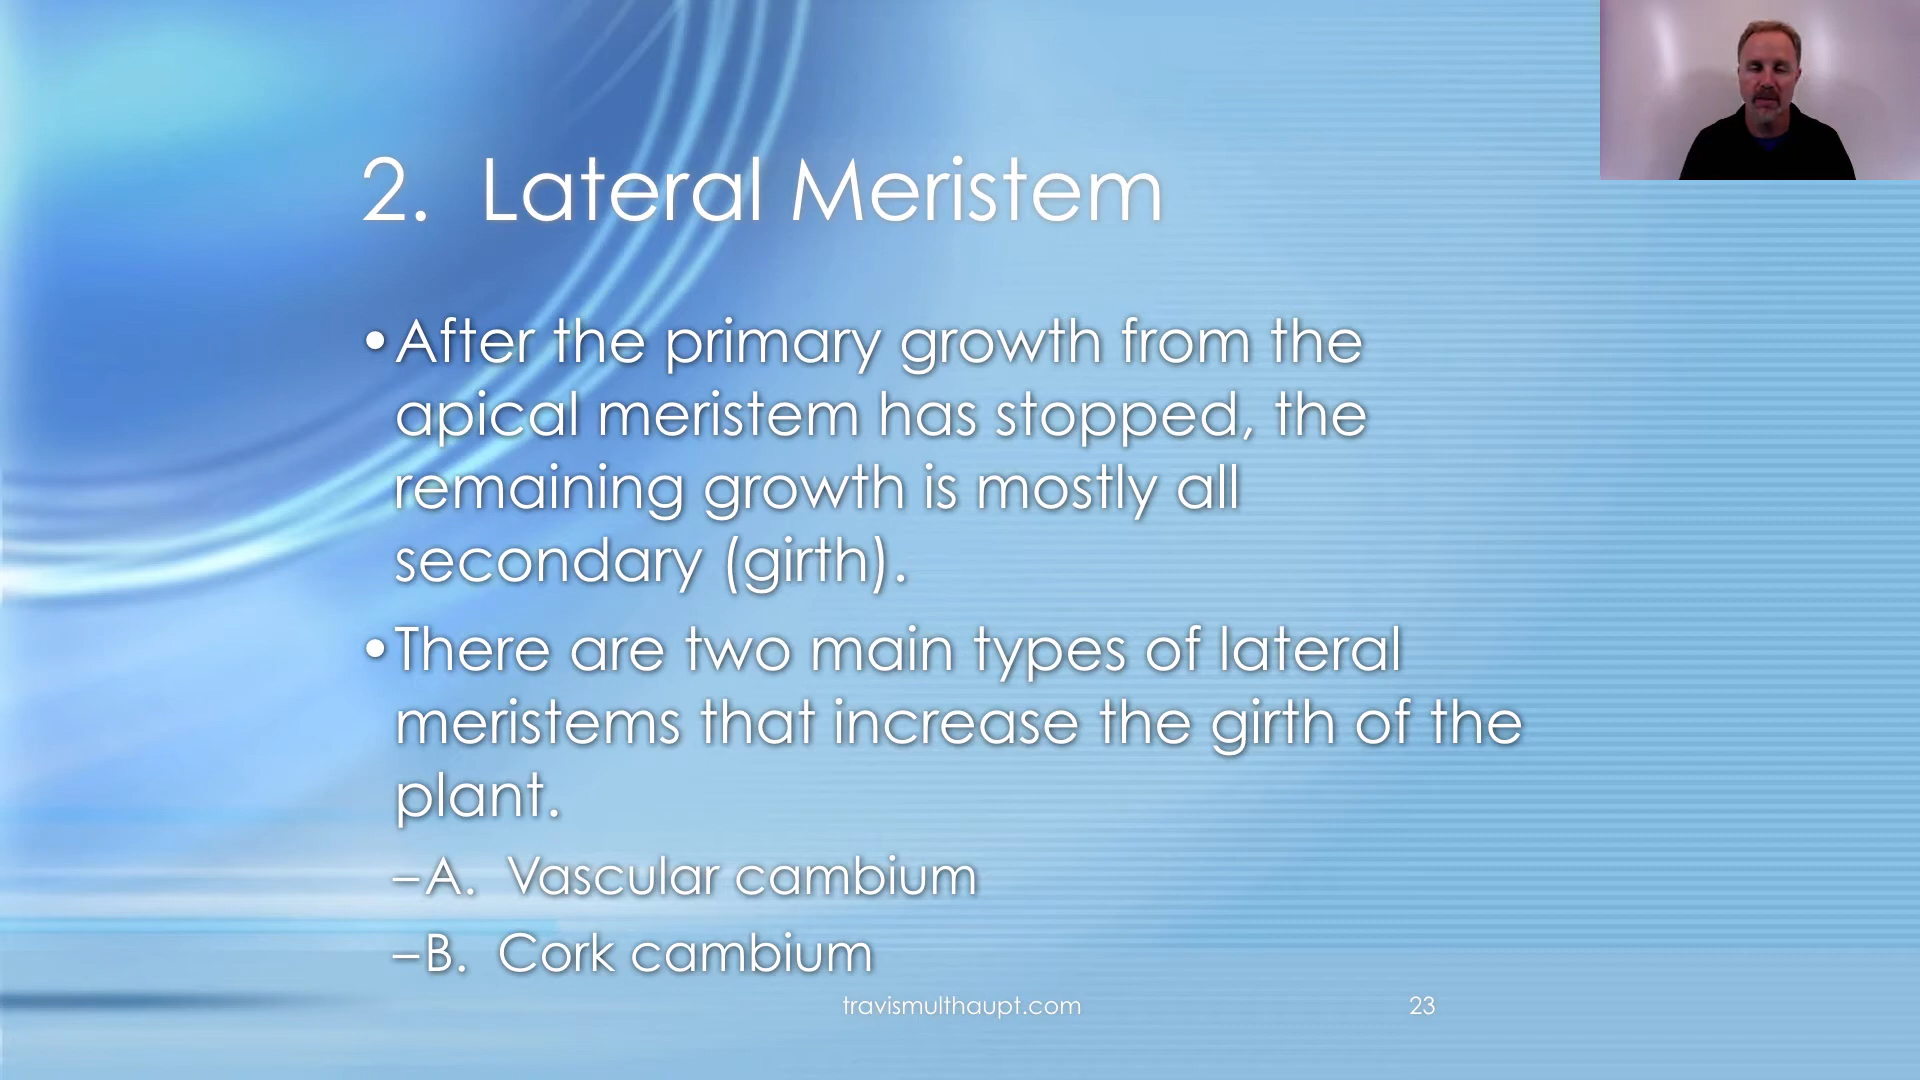 2. Lateral Meristem
•After the primary growth from the
apical meristem has stopped, the
remaining growth is mostly all
secondary (girth).
•There are two main types of lateral
meristems that increase the girth of the
plant.
–A. Vascular cambium
–B. Cork cambium
travismulthaupt.com 23